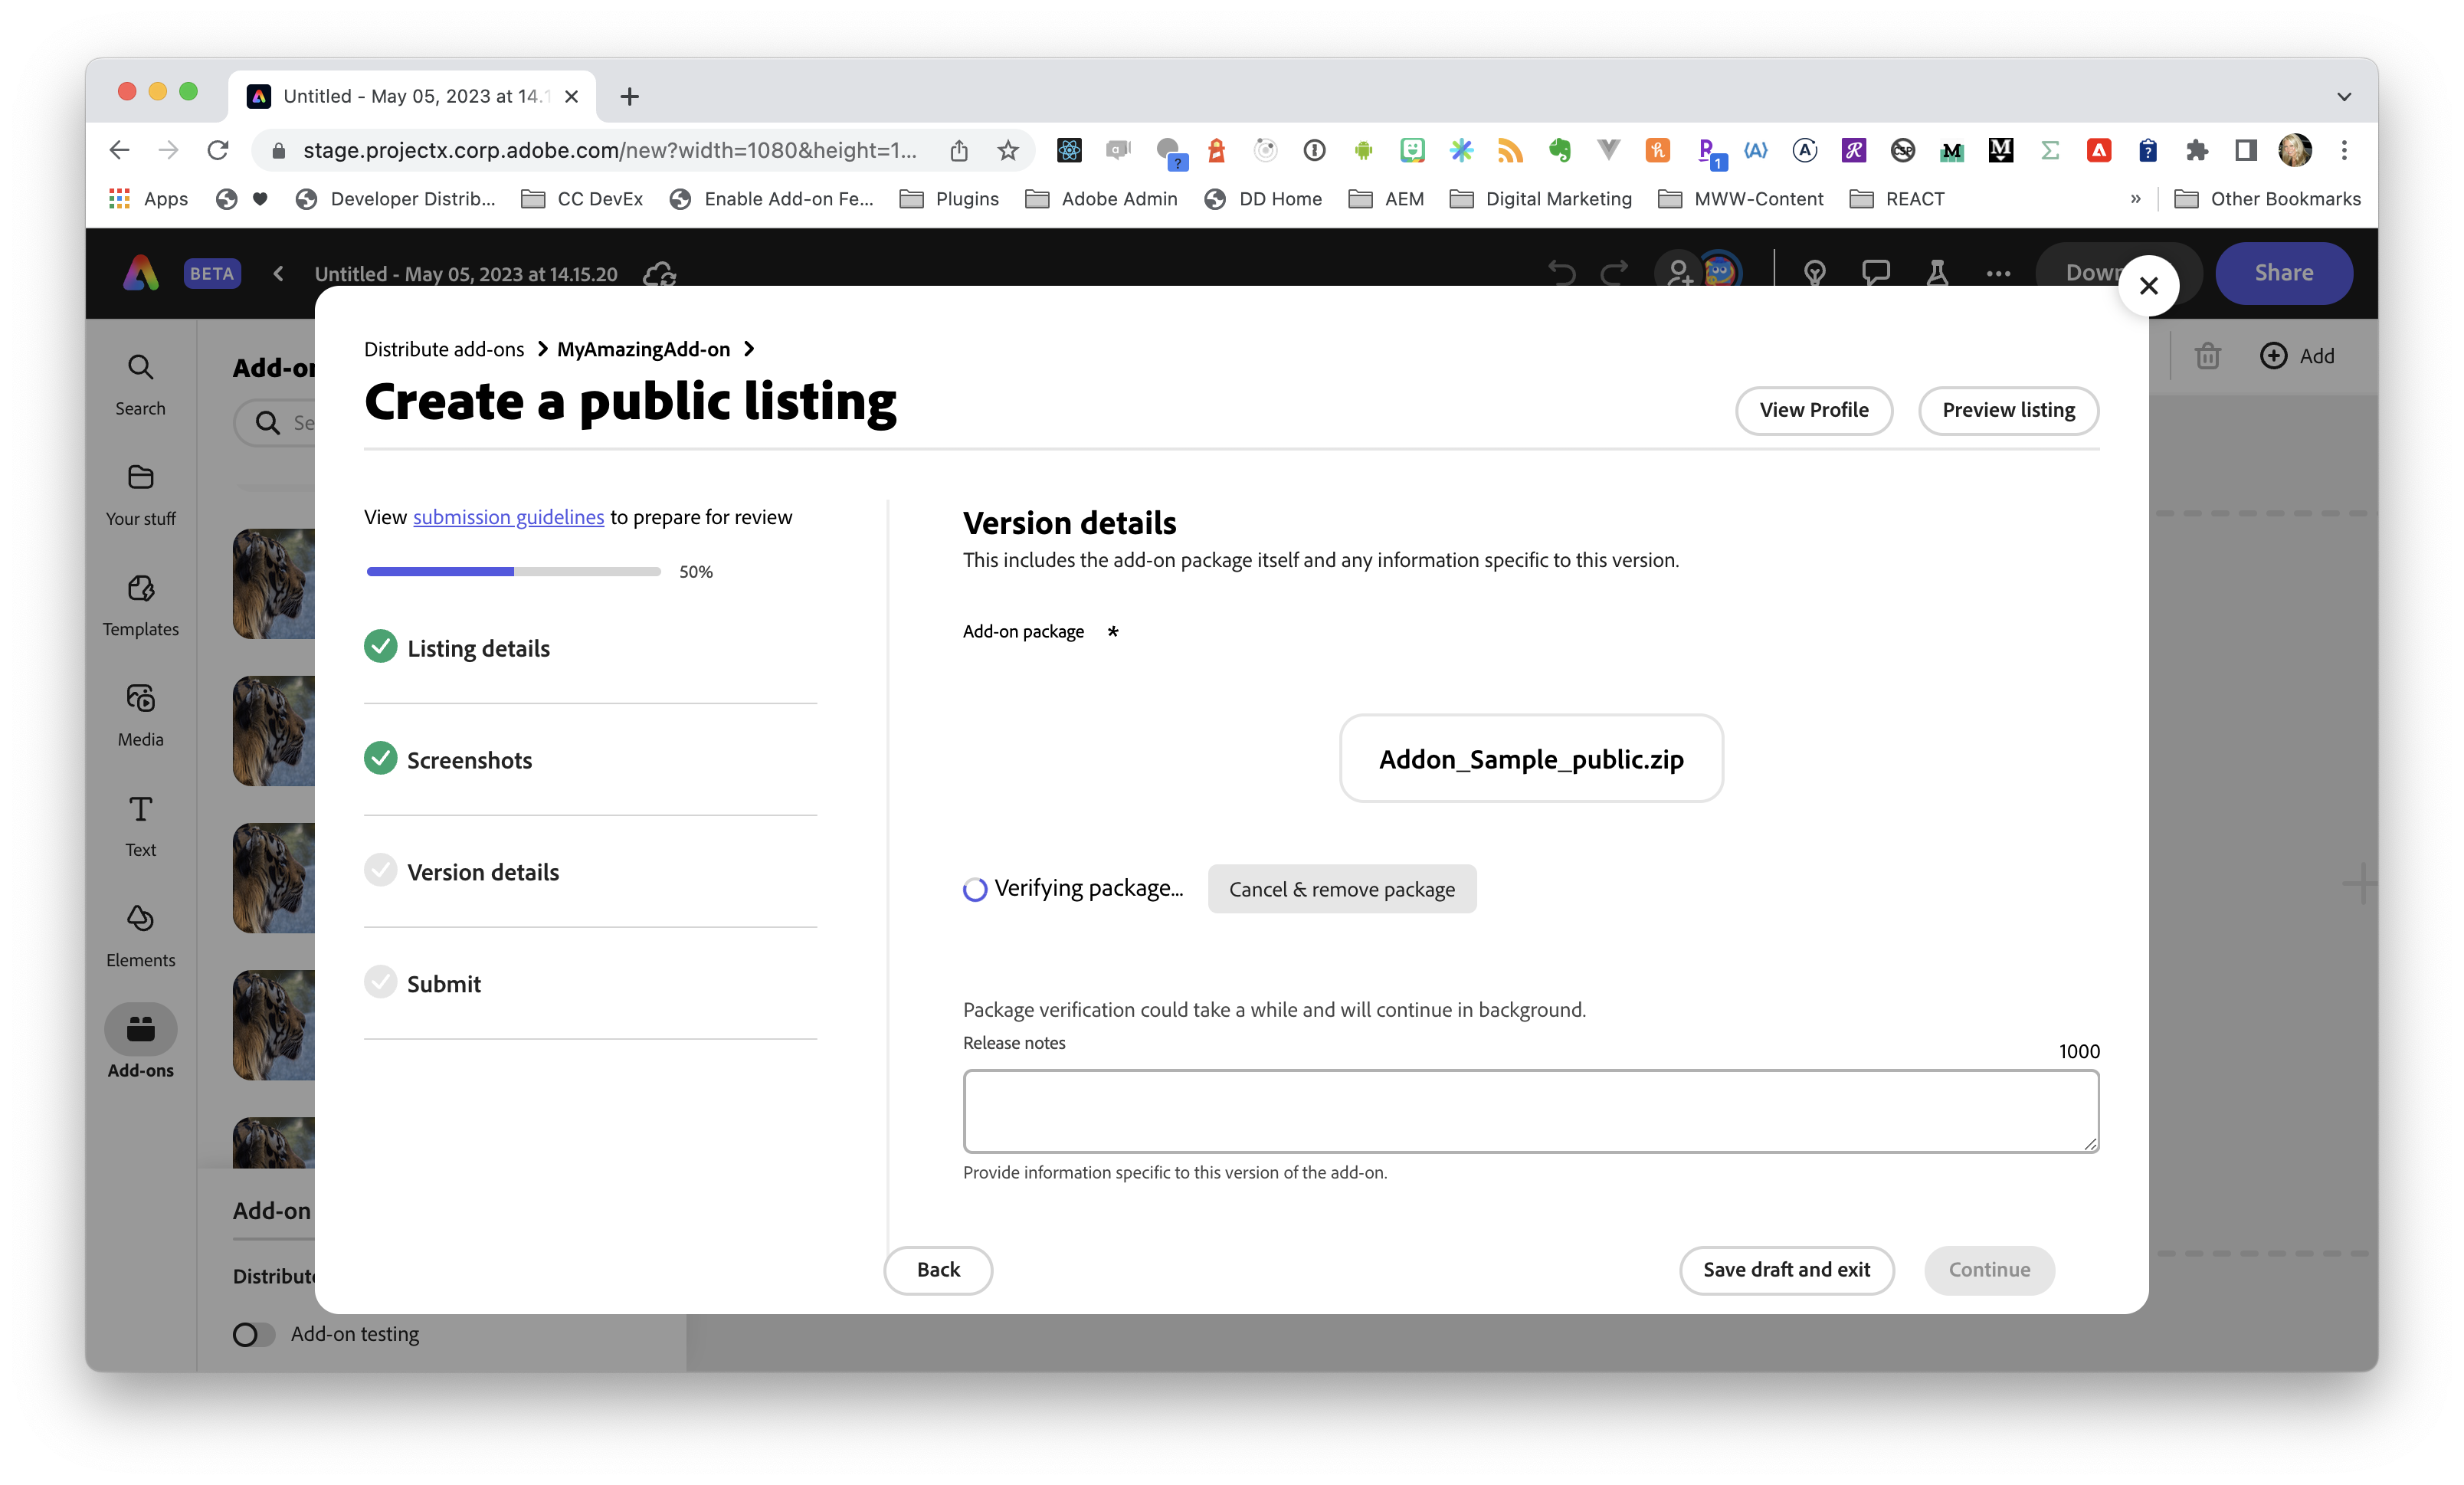 Untitled - May 05, 2023 at 14.1
stage.projectx.corp.adobe.com/new?width=1080&height=1...
Apps
Developer Distrib...
CC DevEx
Enable Add-on Fe...
Plugins
Adobe Admin
DD Home
AEM
Digital Marketing
MWW-Content
REACT
»
Other Bookmarks
BETA
Untitled - May 05, 2023 at 14.15.20
Down
Share
Search
Your stuff
Templates
Media
Text
Elements
Add-ons
Add-on
Se
Add
Distribute add-ons > MyAmazingAdd-on >
Create a public listing
View Profile
Preview listing
View submission guidelines to prepare for review
50%
Listing details
Screenshots
Version details
Submit
Version details
This includes the add-on package itself and any information specific to this version.
Add-on package *
Addon_Sample_public.zip
Verifying package...
Cancel & remove package
Package verification could take a while and will continue in background.
Release notes
1000
Provide information specific to this version of the add-on.
Back
Save draft and exit
Continue
Add-on
Distribute
Add-on testing